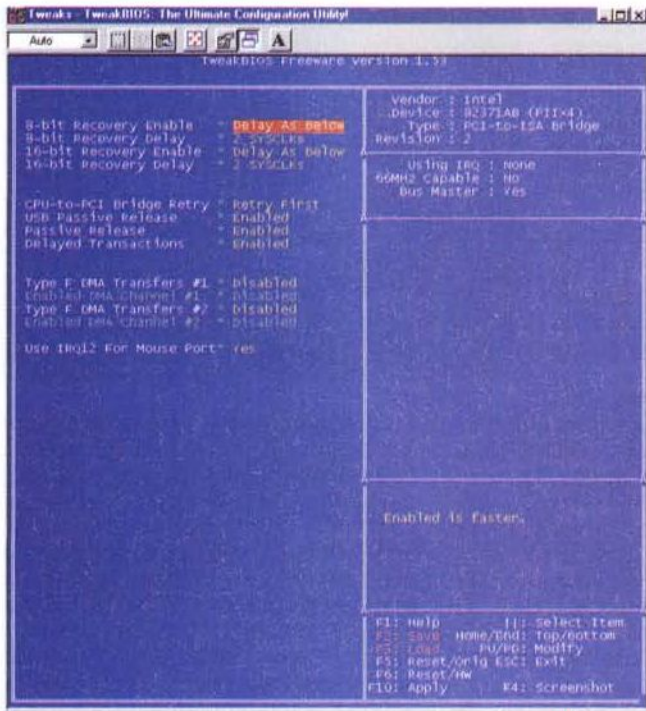 Tweaks - TweakBIOS: The Ultimate Configuration Utility!
Auto
A
TweakBIOS Freeware Version 1.53
8-bit Recovery Enable * Delay As Below
8-bit Recovery Delay * 2 SYSCLKs
16-bit Recovery Enable * Delay As Below
16-bit Recovery Delay * 2 SYSCLKs
CPU-to-PCI Bridge Retry * Retry First
USB Passive Release * Enabled
Passive Release * Enabled
Delayed Transactions * Enabled
Type F DMA Transfers #1 * Disabled
Enabled DMA Channel #1 * Disabled
Type F DMA Transfers #2 * Disabled
Enabled DMA Channel #2 * Disabled
Use IRQ12 For Mouse Port* Yes
Vendor : Intel
Device : 82371AB (PIIX4)
Type : PCI-to-ISA Bridge
Revision : 2
Using IRQ : None
66MHz Capable : No
Bus Master : Yes
Enabled is faster.
F1: Help ||: Select Item
F2: Save Home/End: Top/Bottom
F3: Load PU/PD: Modify
F5: Reset/Orig ESC: Exit
F6: Reset/HW
F10: Apply K4: Screenshot